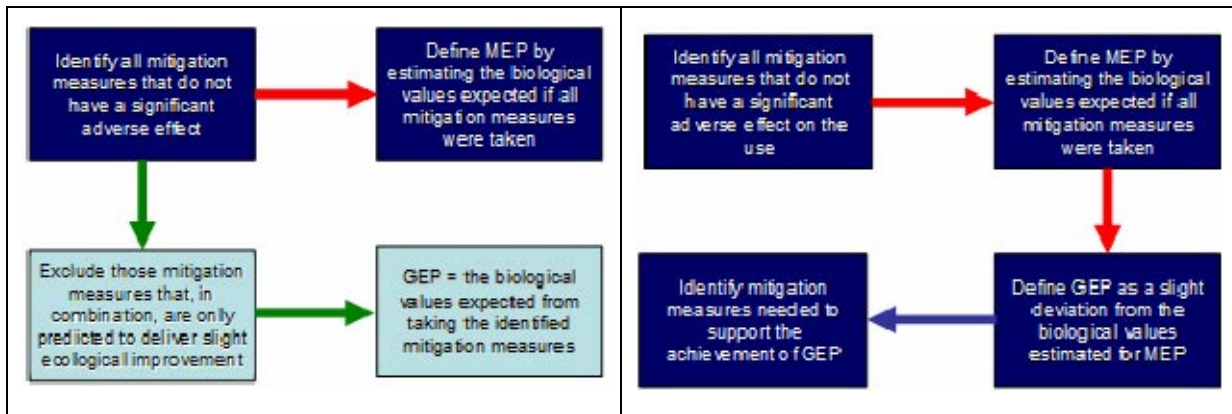 Identify all mitigation
measures that do not
have a significant
adverse effect
Define MEP by
estimating the biological
values expected if all
mitigation measures
were taken
Exclude those mitigation
measures that, in
combination, are only
predicted to deliver slight
ecological improvement
GEP = the biological
values expected from
taking the identified
mitigation measures
Identify all mitigation
measures that do not
have a significant
adverse effect on the
use
Define MEP by
estimating the biological
values expected if all
mitigation measures
were taken
Identify mitigation
measures needed to
support the
achievement of GEP
Define GEP as a slight
deviation from the
biological values
estimated for MEP